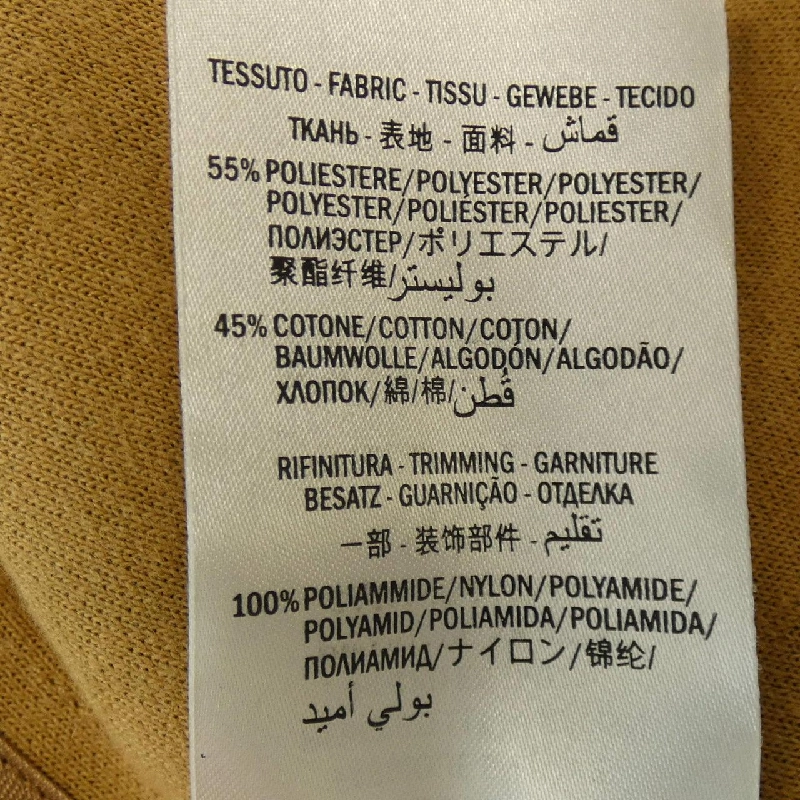 TESSUTO - FABRIC - TISSU - GEWEBE - TECIDO
ТКАНЬ - 表地 - 面料 - قماش
55% POLIESTERE/POLYESTER/POLYESTER/
POLYESTER/POLIÉSTER/POLIESTER/
ПОЛИЭСТЕР/ポリエステル/
聚酯纤维/بوليستر
45% COTONE/COTTON/COTON/
BAUMWOLLE/ALGODÓN/ALGODÃO/
ХЛОПОК/綿/棉/قُطن
RIFINITURA - TRIMMING - GARNITURE
BESATZ - GUARNIÇÃO - ОТДЕЛКА
一部 - 装饰部件 - تقليم
100% POLIAMMIDE/NYLON/POLYAMIDE/
POLYAMID/POLIAMIDA/POLIAMIDA/
ПОЛИАМИД/ナイロン/锦纶/
بولي أميد